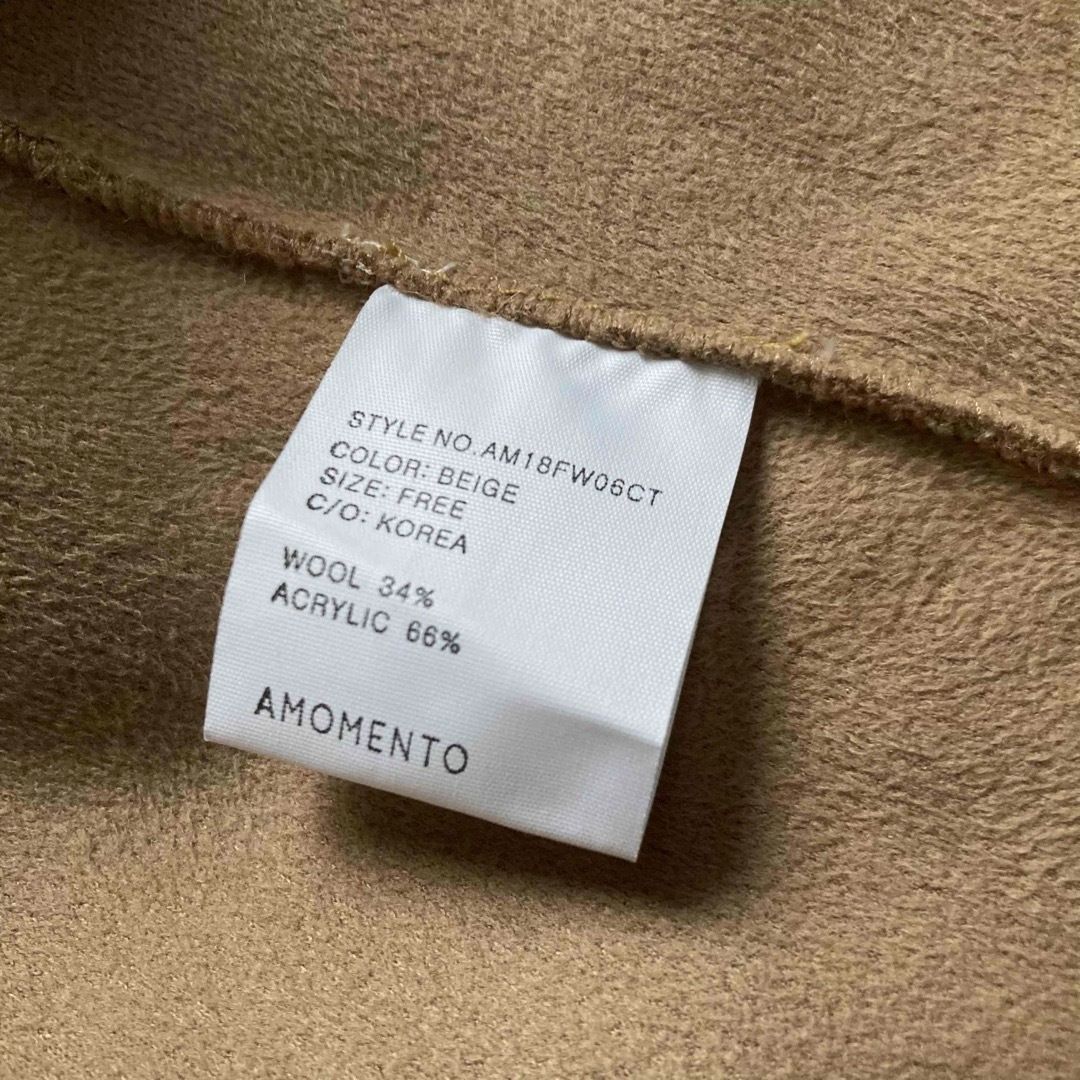 STYLE NO.AM18FW06CT
COLOR: BEIGE
SIZE: FREE
C/O: KOREA
WOOL 34%
ACRYLIC 66%
AMOMENTO